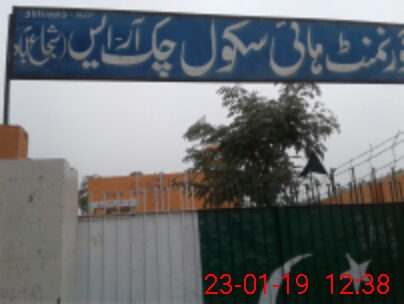 گورنمنٹ ہائی سکول چک آر ایس (شجاع آباد)
23-01-19 12:38